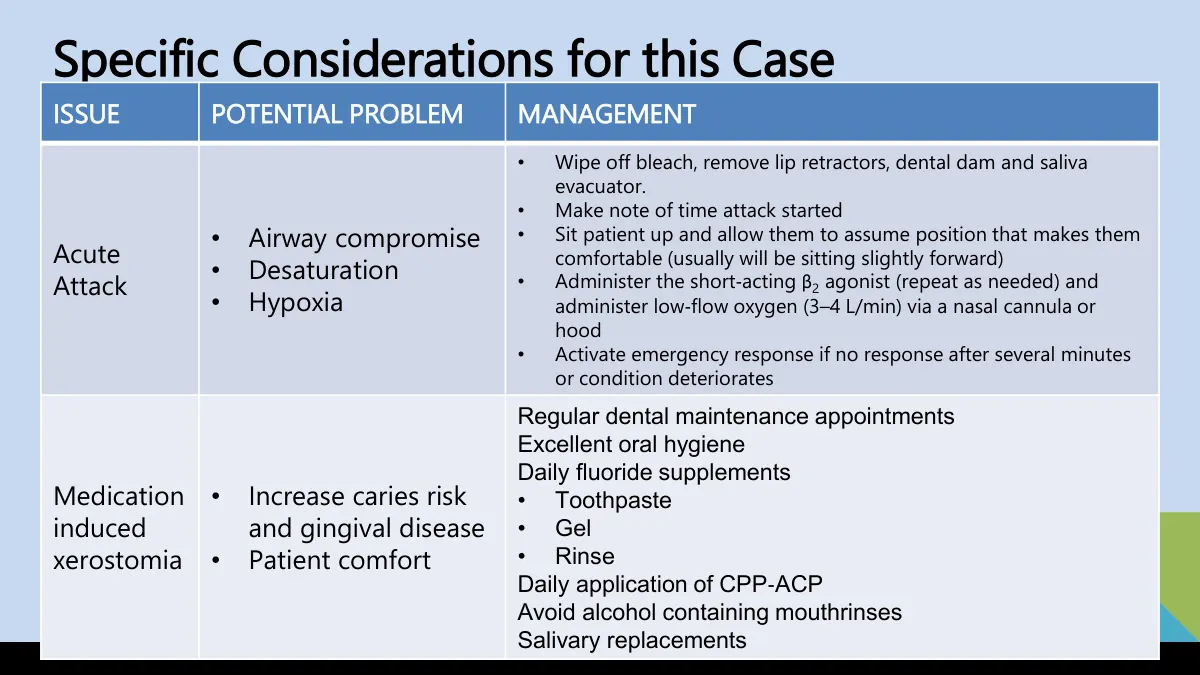 Specific Considerations for this Case
ISSUE
POTENTIAL PROBLEM
MANAGEMENT
Acute
Attack
• Airway compromise
• Desaturation
• Hypoxia
• Wipe off bleach, remove lip retractors, dental dam and saliva
evacuator.
• Make note of time attack started
• Sit patient up and allow them to assume position that makes them
comfortable (usually will be sitting slightly forward)
• Administer the short-acting β₂ agonist (repeat as needed) and
administer low-flow oxygen (3–4 L/min) via a nasal cannula or
hood
• Activate emergency response if no response after several minutes
or condition deteriorates
Medication
induced
xerostomia
• Increase caries risk
and gingival disease
• Patient comfort
Regular dental maintenance appointments
Excellent oral hygiene
Daily fluoride supplements
• Toothpaste
• Gel
• Rinse
Daily application of CPP-ACP
Avoid alcohol containing mouthrinses
Salivary replacements